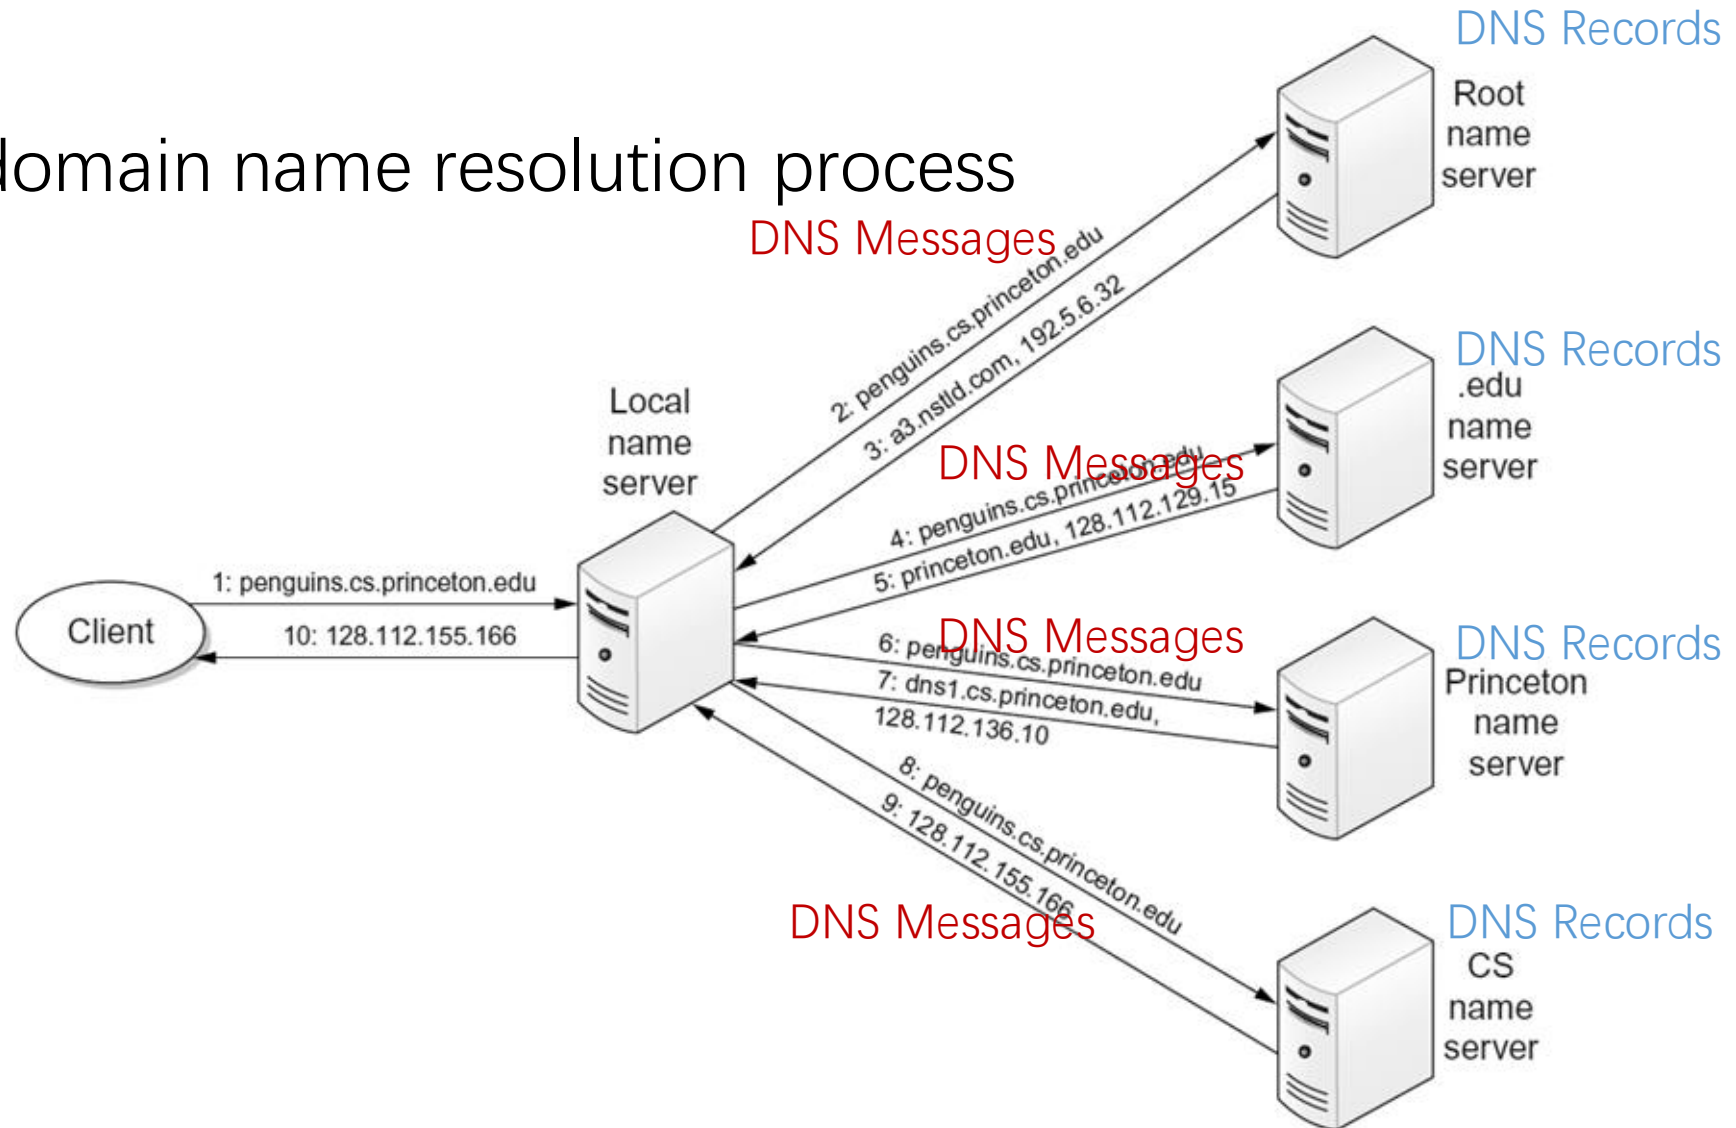 DNS Records
Root
name
server
domain name resolution process
DNS Messages
2: penguins.cs.princeton.edu
3: a3.nstld.com, 192.5.6.32
DNS Records
.edu
name
server
Local
name
server
DNS Messages
4: penguins.cs.princeton.edu
5: princeton.edu, 128.112.129.15
1: penguins.cs.princeton.edu
Client
10: 128.112.155.166
DNS Messages
6: penguins.cs.princeton.edu
7: dns1.cs.princeton.edu,
128.112.136.10
DNS Records
Princeton
name
server
8: penguins.cs.princeton.edu
9: 128.112.155.166
DNS Messages
DNS Records
CS
name
server